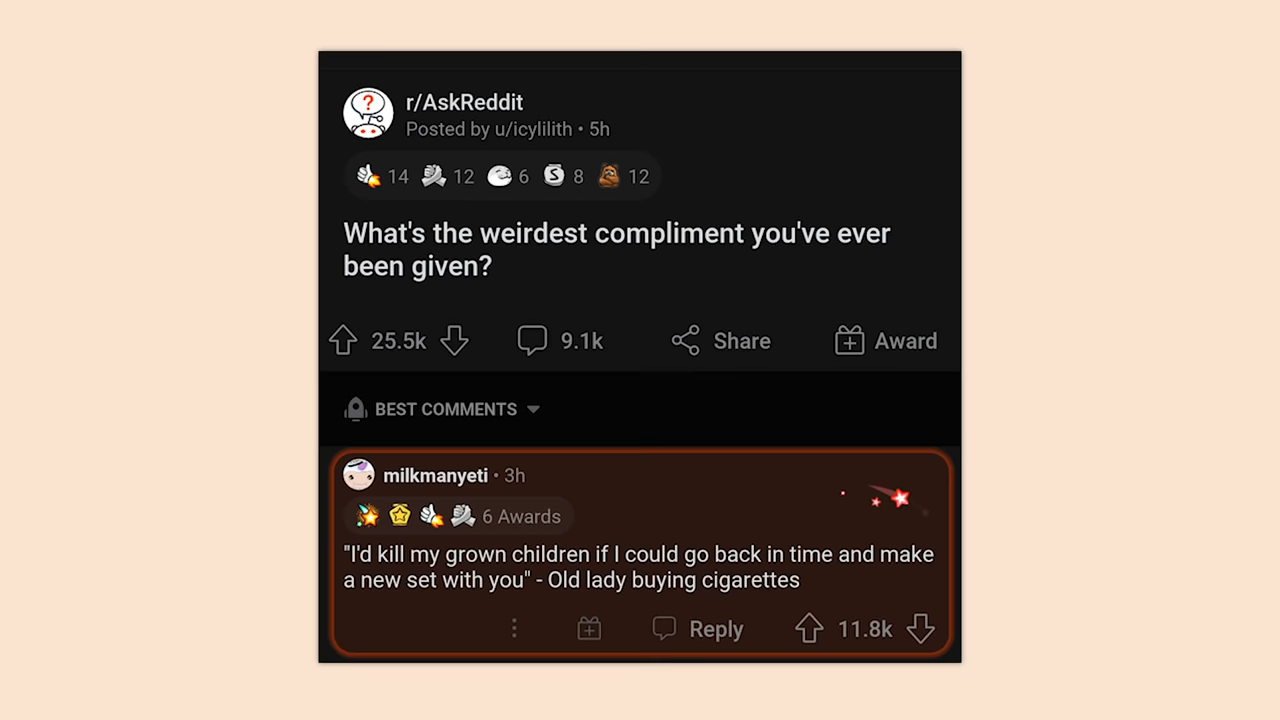 r/AskReddit
Posted by u/icylilith • 5h
14 12 6 S 8 12
What's the weirdest compliment you've ever
been given?
25.5k 9.1k Share Award
BEST COMMENTS
milkmanyeti • 3h
6 Awards
"I'd kill my grown children if I could go back in time and make
a new set with you" - Old lady buying cigarettes
Reply 11.8k